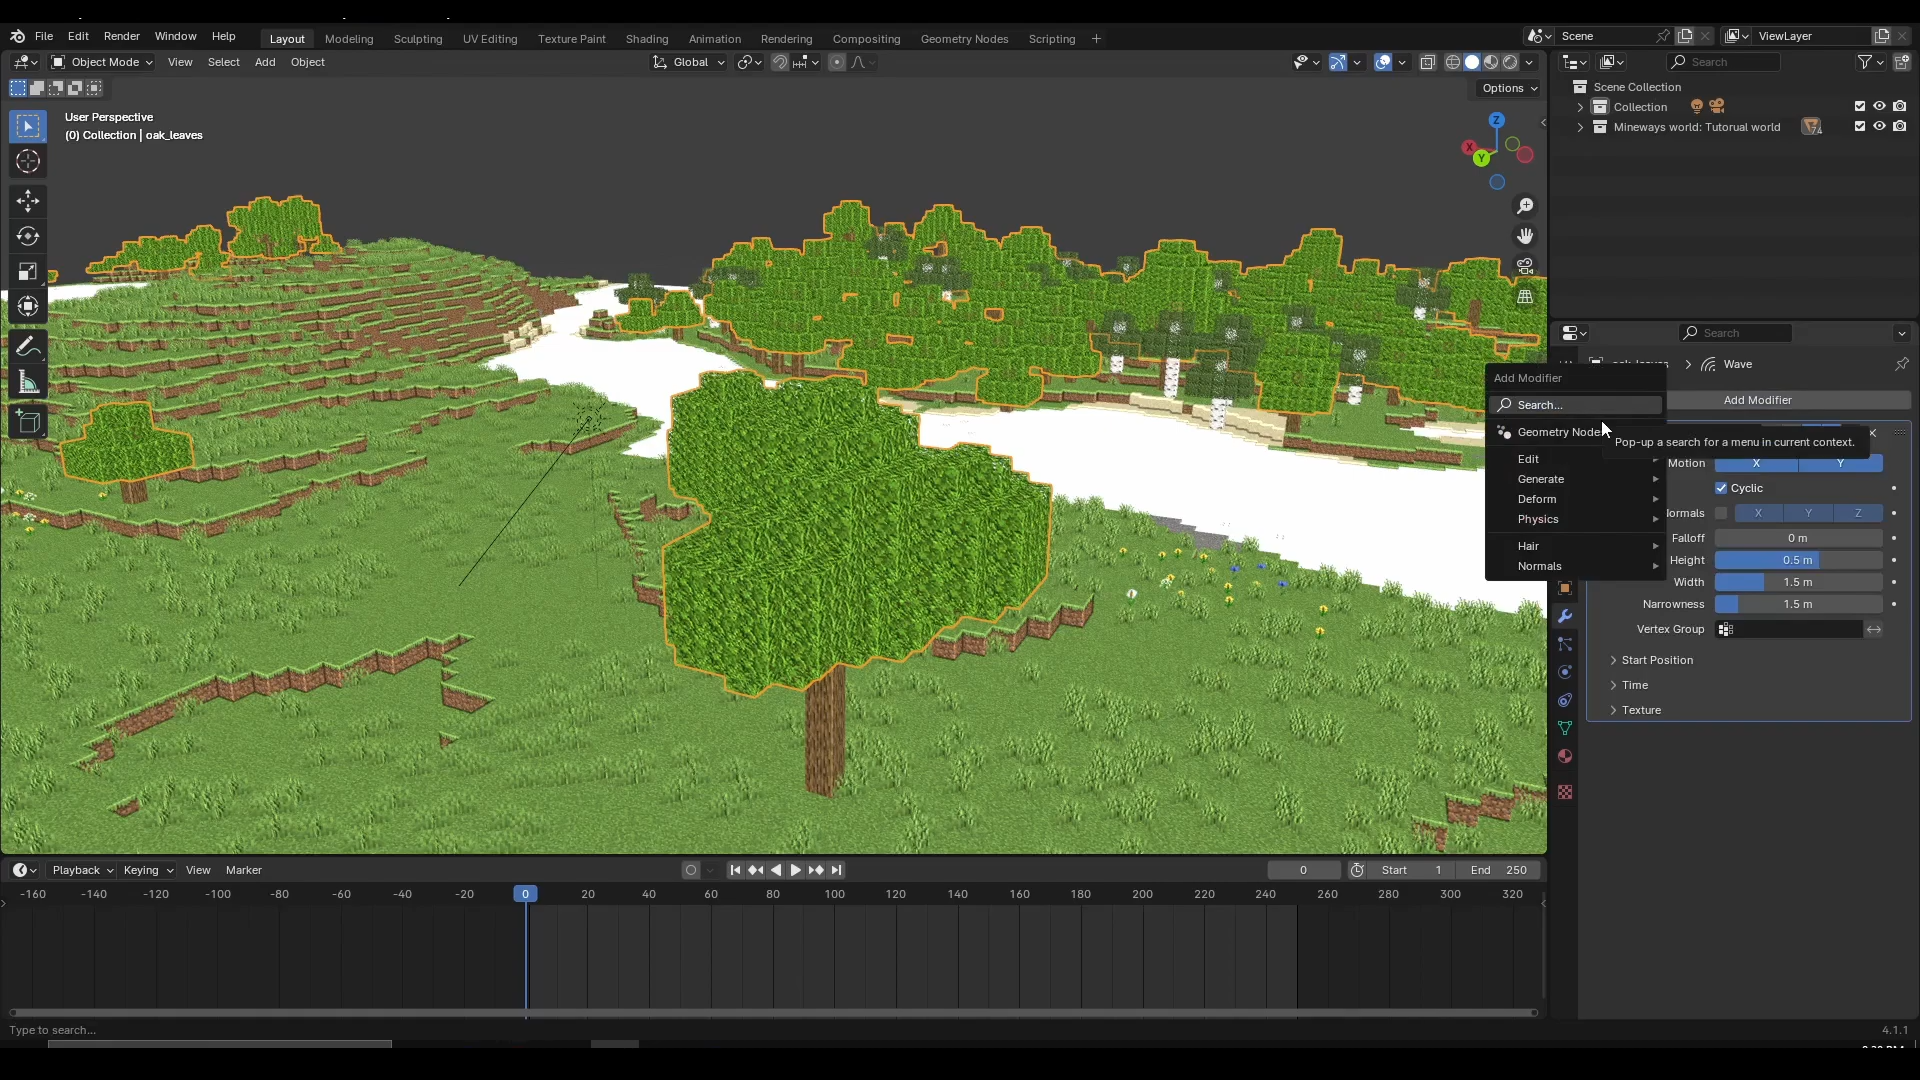 File Edit Render Window Help
Layout Modeling Sculpting UV Editing Texture Paint Shading Animation Rendering Compositing Geometry Nodes Scripting +
Scene
ViewLayer
Object Mode View Select Add Object
Global
Search
Options
User Perspective
(0) Collection | oak_leaves
Z
X
Y
Scene Collection
Collection
Mineways world: Tutorual world
74
Search
Wave
Add Modifier
Add Modifier
Search...
Geometry Node
Pop-up a search for a menu in current context.
Edit
Generate
Deform
Physics
Hair
Normals
Motion X Y
Cyclic
ormals X Y Z
Falloff 0 m
Height 0.5 m
Width 1.5 m
Narrowness 1.5 m
Vertex Group
Start Position
Time
Texture
Playback Keying View Marker
0
Start 1
End 250
-160 -140 -120 -100 -80 -60 -40 -20 0 20 40 60 80 100 120 140 160 180 200 220 240 260 280 300 320
Type to search...
4.1.1